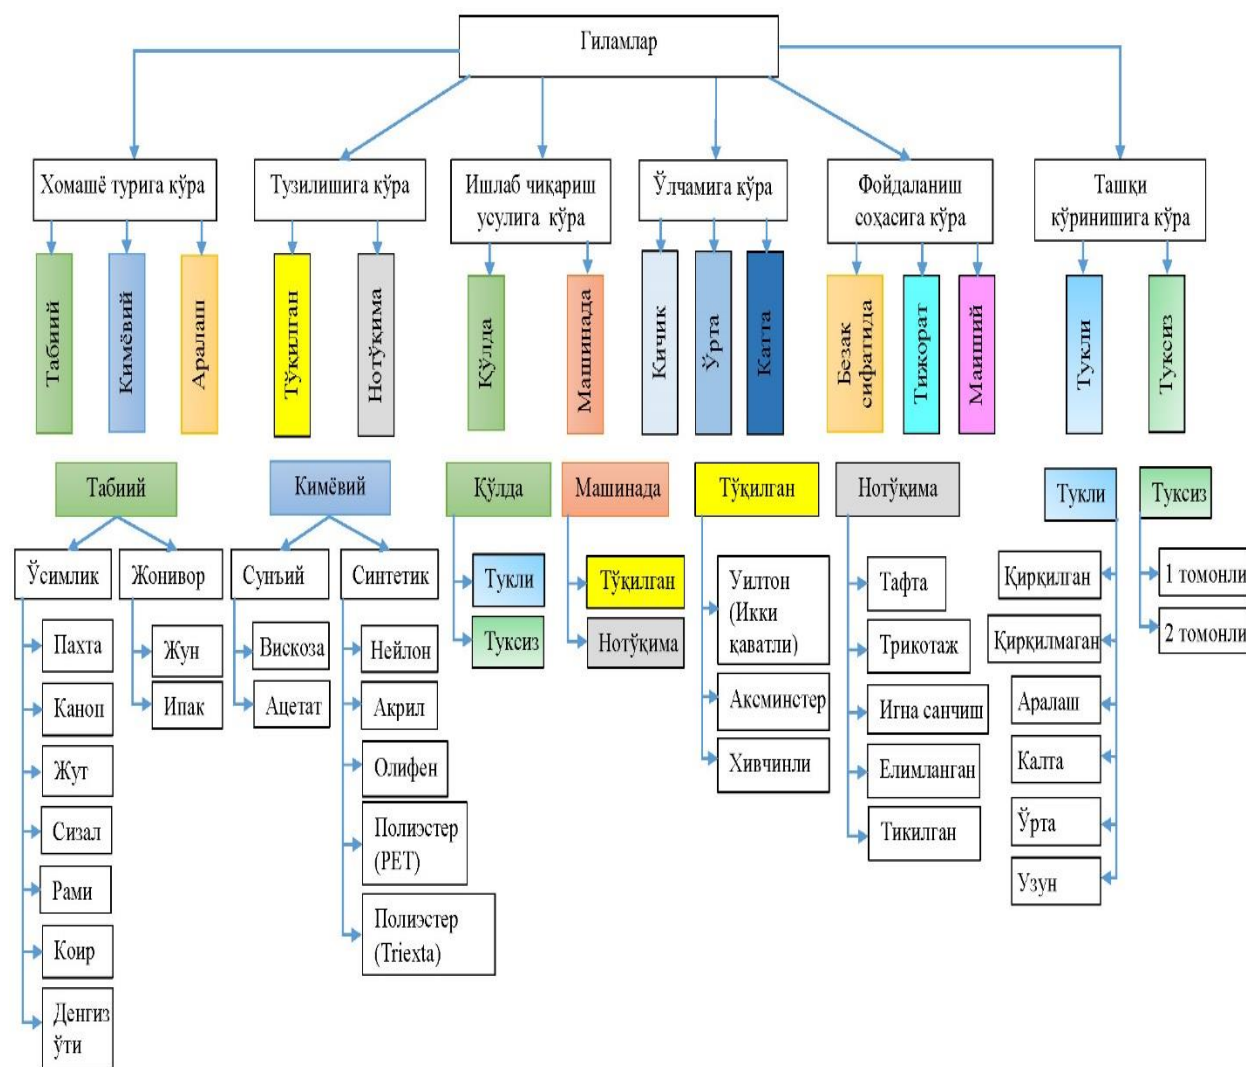 Гиламлар
Хомашё турига кўра
Тузилишига кўра
Ишлаб чиқариш
усулига кўра
Ўлчамига кўра
Фойдаланиш
соҳасига кўра
Ташқи
кўринишига кўра
Табиий
Кимёвий
Аралаш
Тўқилган
Нотўқима
Қўлда
Машинада
Кичик
Ўрта
Катта
Безак
сифатида
Тижорат
Маиший
Тукли
Туксиз
Табиий
Кимёвий
Қўлда
Машинада
Тўқилган
Нотўқима
Тукли
Туксиз
Ўсимлик
Жонивор
Сунъий
Синтетик
Пахта
Каноп
Жут
Сизал
Рами
Коир
Денгиз
ўти
Жун
Ипак
Вискоза
Ацетат
Нейлон
Акрил
Олифен
Полиэстер
(PET)
Полиэстер
(Triexta)
Тукли
Туксиз
Тўқилган
Нотўқима
Уилтон
(Икки
қаватли)
Аксминстер
Хивчинли
Тафта
Трикотаж
Игна санчиш
Елимланган
Тикилган
Қирқилган
Қирқилмаган
Аралаш
Калта
Ўрта
Узун
1 томонли
2 томонли